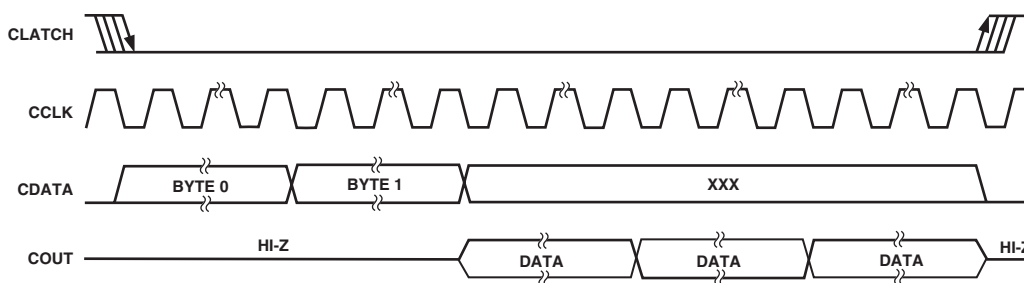 CLATCH
CCLK
CDATA BYTE 0 BYTE 1 XXX
COUT HI-Z DATA DATA DATA HI-Z